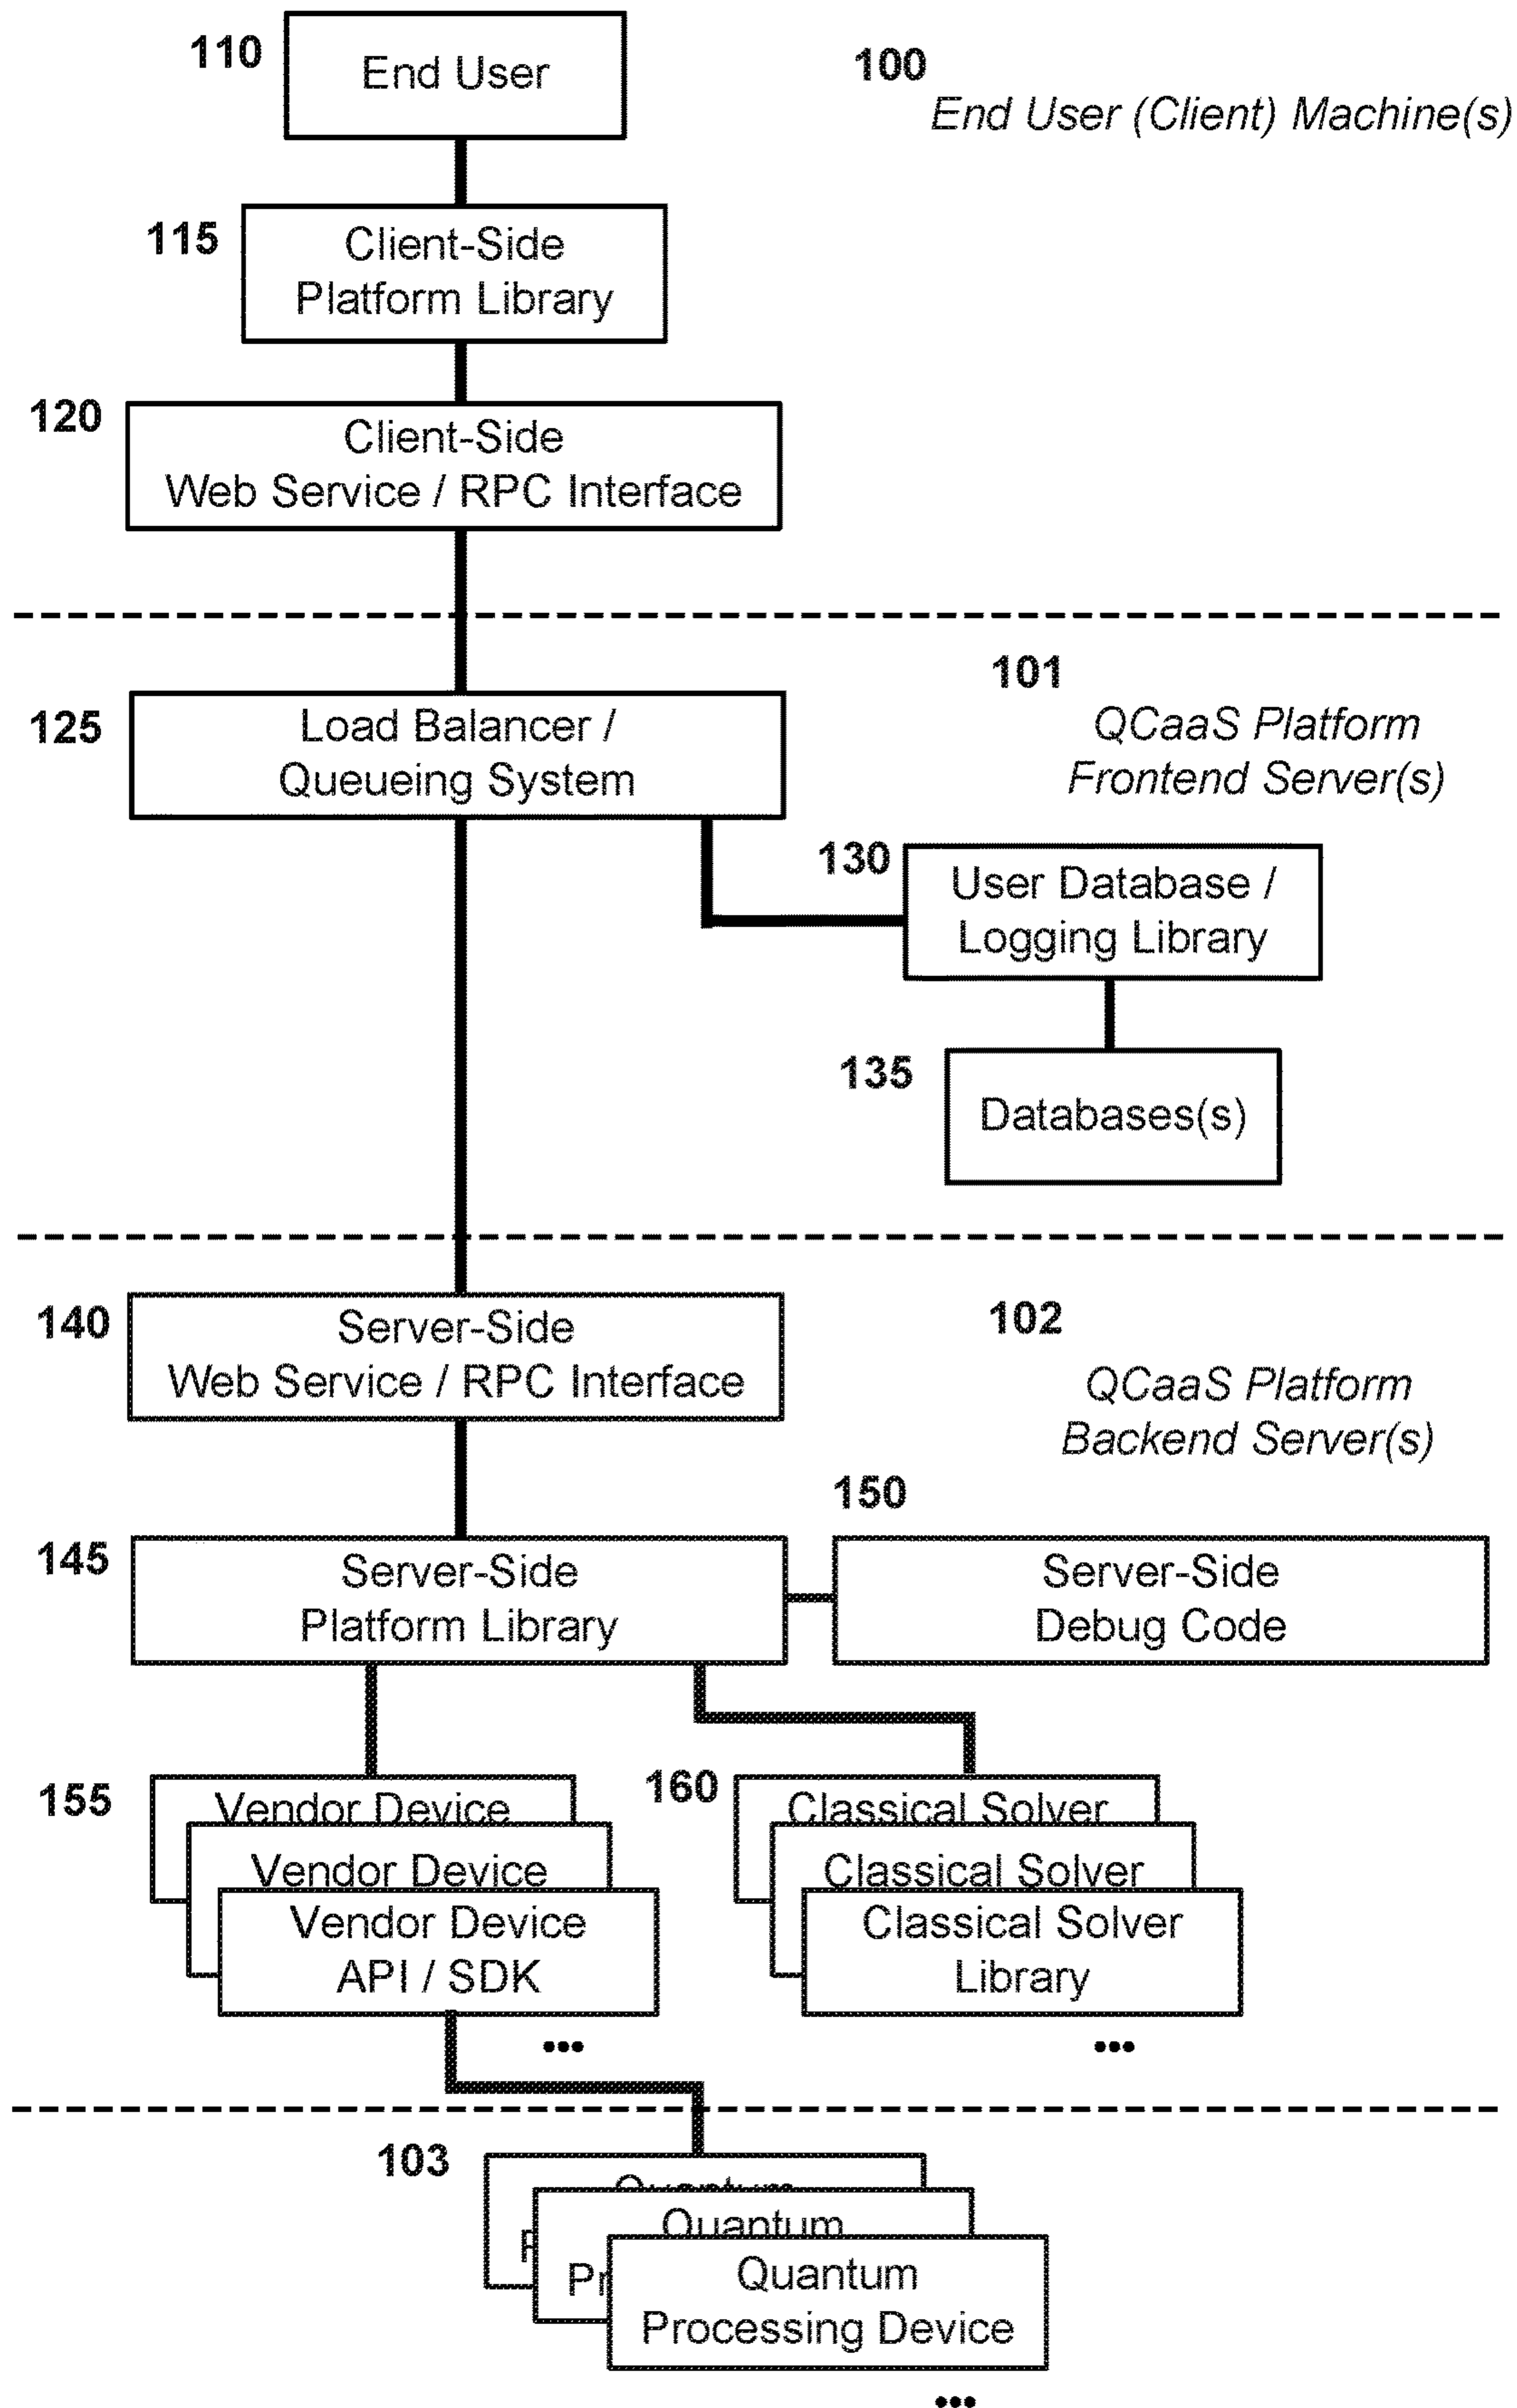 110
End User
100
End User (Client) Machine(s)
115
Client-Side
Platform Library
120
Client-Side
Web Service / RPC Interface
101
125
Load Balancer /
Queueing System
QCaaS Platform
Frontend Server(s)
130
User Database /
Logging Library
135
Databases(s)
140
Server-Side
Web Service / RPC Interface
102
QCaaS Platform
Backend Server(s)
150
145
Server-Side
Platform Library
Server-Side
Debug Code
155
Vendor Device
Vendor Device
Vendor Device
API / SDK
...
160
Classical Solver
Classical Solver
Classical Solver
Library
...
103
Quantum
Quantum
Processing Device
...